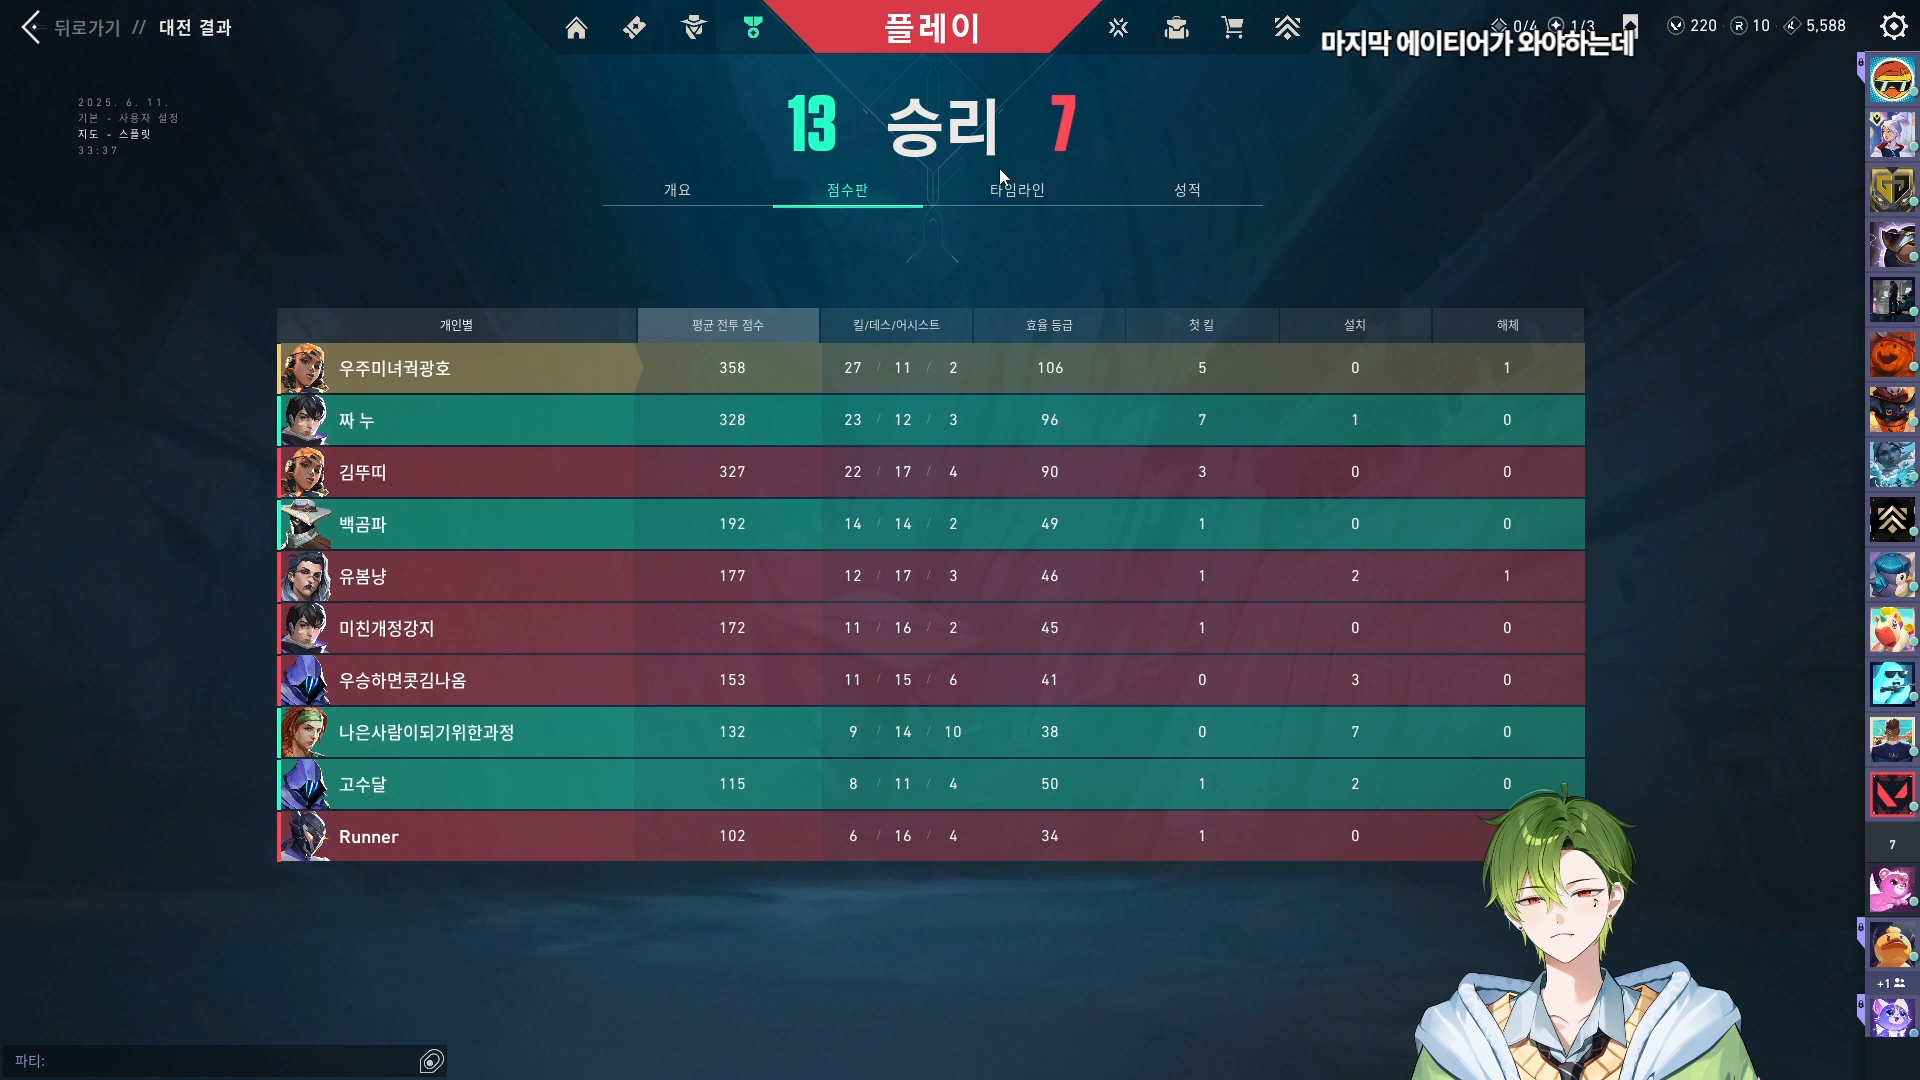 뒤로가기 // 대전 결과
플레이
0/4 1/3
220 10 5,588
마지막 에이티어가 와야하는데
2025. 6. 11.
기본 - 사용자 설정
지도 - 스플릿
33:37
13 승리 7
개요 점수판 타임라인 성적
개인별 평균 전투 점수 킬/데스/어시스트 효율 등급 첫 킬 설치 해체
우주미녀궉광호 358 27 / 11 / 2 106 5 0 1
짜 누 328 23 / 12 / 3 96 7 1 0
김뚜띠 327 22 / 17 / 4 90 3 0 0
백곰파 192 14 / 14 / 2 49 1 0 0
유봄냥 177 12 / 17 / 3 46 1 2 1
미친개정강지 172 11 / 16 / 2 45 1 0 0
우승하면콧김나옴 153 11 / 15 / 6 41 0 3 0
나은사람이되기위한과정 132 9 / 14 / 10 38 0 7 0
고수달 115 8 / 11 / 4 50 1 2 0
Runner 102 6 / 16 / 4 34 1 0
7
+1
파티: